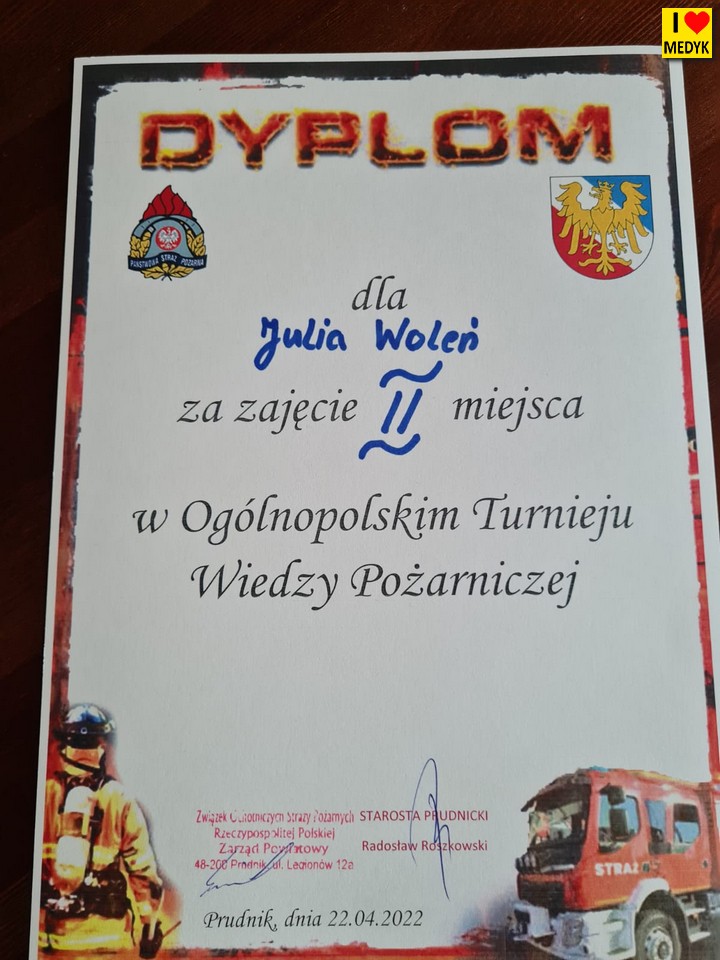 I ❤ MEDYK
DYPLOM
PAŃSTWOWA STRAŻ POŻARNA
dla
Julia Woleń
za zajęcie II miejsca
w Ogólnopolskim Turnieju
Wiedzy Pożarniczej
Związek Ochotniczych Straży Pożarnych
Rzeczypospolitej Polskiej
Zarząd Powiatowy
48-200 Prudnik, ul. Legionów 12a
STAROSTA PRUDNICKI
Radosław Roszkowski
STRAŻ
Prudnik, dnia 22.04.2022